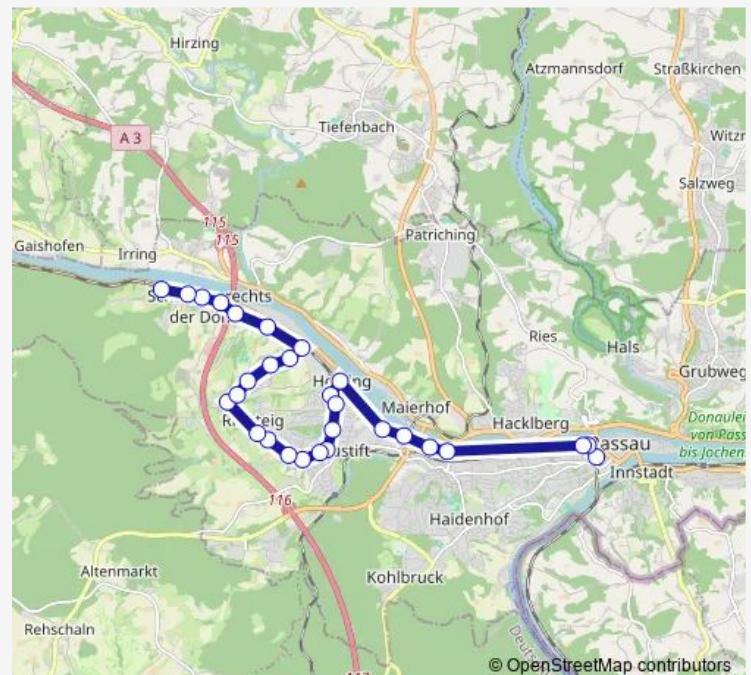 Hirzing
Atzmannsdorf
Straßkirchen
Tiefenbach
A 3
Salzweg
115
115
Patriching
Gaishofen
Irring
der Do
Ries
Hals
Grubweg
Maierhof
Hacklberg
Donaulei
von Pass
bis Jochen
Innstadt
116
Haidenhof
Altenmarkt
Kohlbruck
Rehschaln
© OpenStreetMap contributors